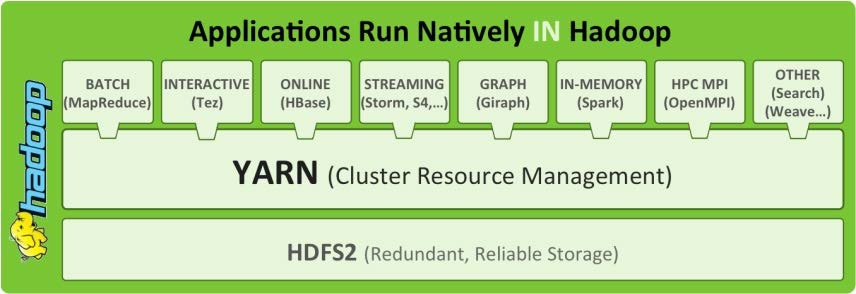 Applications Run Natively IN Hadoop
BATCH
(MapReduce)
INTERACTIVE
(Tez)
ONLINE
(HBase)
STREAMING
(Storm, S4,...)
GRAPH
(Giraph)
IN-MEMORY
(Spark)
HPC MPI
(OpenMPI)
OTHER
(Search)
(Weave...)
hadoop
YARN (Cluster Resource Management)
HDFS2 (Redundant, Reliable Storage)